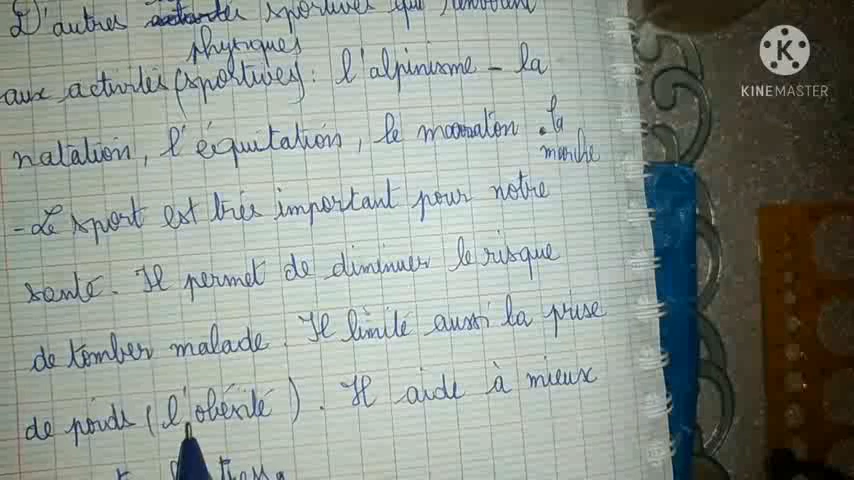 D'autres sportives qui
physiques
aux activités (sportives) : l'alpinisme - la
natation, l'équitation, le maraton . la
marche
- Le sport est très important pour notre
santé. Il permet de diminuer le risque
de tomber malade. Il limite aussi la prise
de poids (l'obésité). Il aide à mieux
KINEMASTER